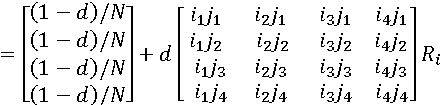 = [(1 − d)/N (1 − d)/N (1 − d)/N (1 − d)/N] + d [i₁j₁ i₂j₁ i₃j₁ i₄j₁
i₁j₂ i₂j₂ i₃j₂ i₄j₂
i₁j₃ i₂j₃ i₃j₃ i₄j₃
i₁j₄ i₂j₄ i₃j₄ i₄j₄] Rᵢ